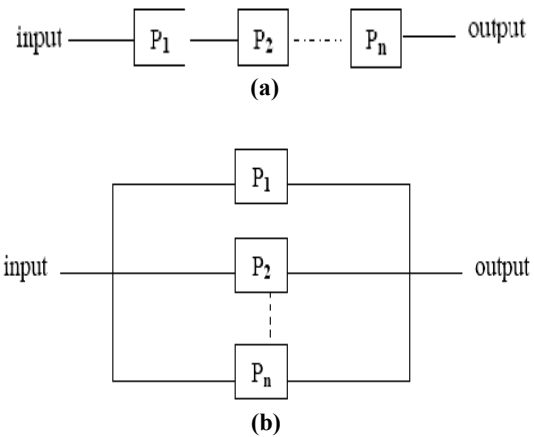 input P₁ P₂ Pₙ output
(a)
P₁
input P₂ output
Pₙ
(b)